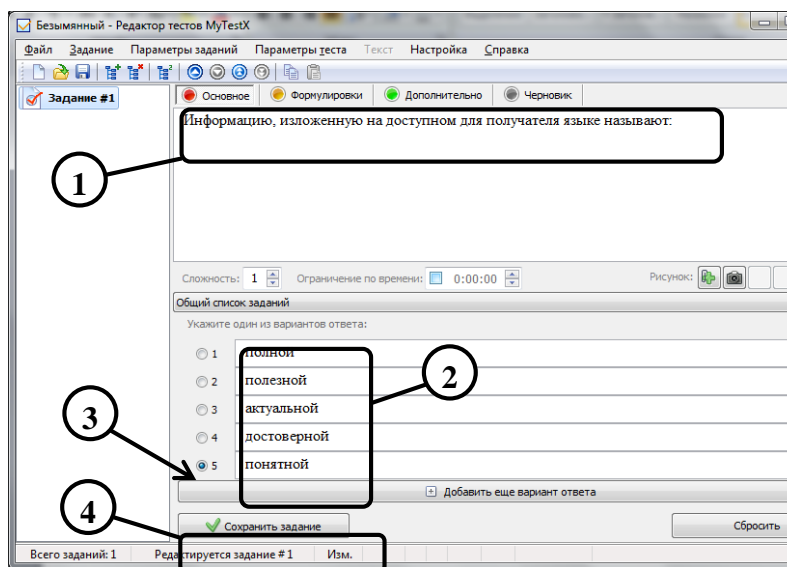 Безымянный - Редактор тестов MyTestX
Файл Задание Параметры заданий Параметры теста Текст Настройка Справка
Задание #1
Основное Формулировки Дополнительно Черновик
Информацию, изложенную на доступном для получателя языке называют:
1
Сложность: 1 Ограничение по времени: 0:00:00 Рисунок:
Общий список заданий
Укажите один из вариантов ответа:
1 полной
2 полезной
2
3 актуальной
3
4 достоверной
5 понятной
Добавить еще вариант ответа
4
Сохранить задание Сбросить
Всего заданий: 1 Редактируется задание # 1 Изм.